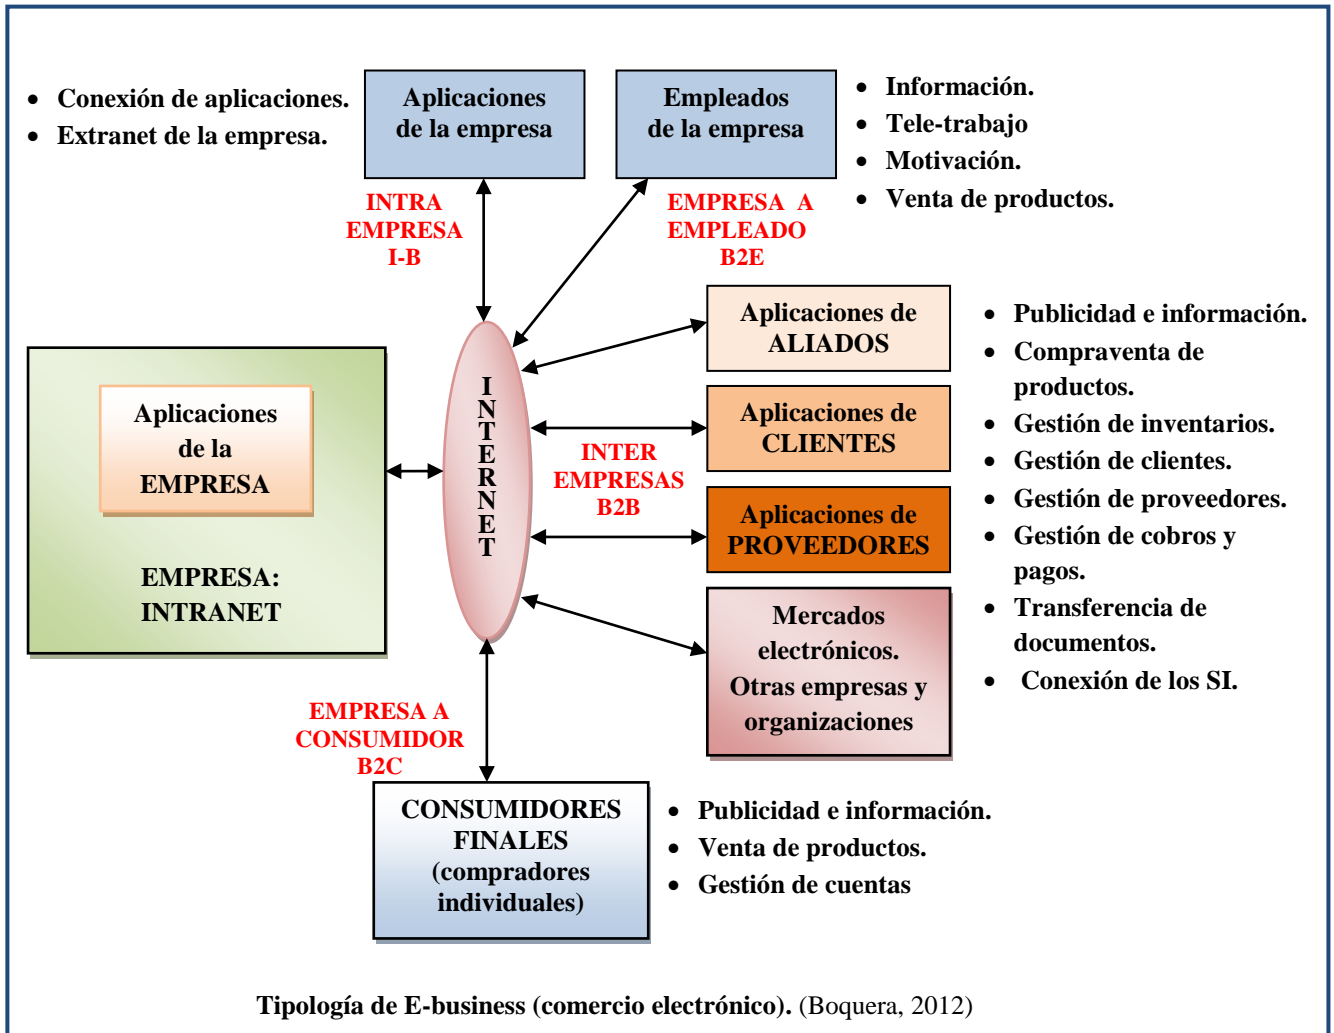 • Conexión de aplicaciones.
• Extranet de la empresa.
Aplicaciones
de la empresa
Empleados
de la empresa
• Información.
• Tele-trabajo
• Motivación.
• Venta de productos.
INTRA
EMPRESA
I-B
EMPRESA A
EMPLEADO
B2E
Aplicaciones
de la
EMPRESA
EMPRESA:
INTRANET
INTERNET
Aplicaciones de
ALIADOS
Aplicaciones de
CLIENTES
INTER
EMPRESAS
B2B
Aplicaciones de
PROVEEDORES
Mercados
electrónicos.
Otras empresas y
organizaciones
• Publicidad e información.
• Compraventa de
productos.
• Gestión de inventarios.
• Gestión de clientes.
• Gestión de proveedores.
• Gestión de cobros y
pagos.
• Transferencia de
documentos.
• Conexión de los SI.
EMPRESA A
CONSUMIDOR
B2C
CONSUMIDORES
FINALES
(compradores
individuales)
• Publicidad e información.
• Venta de productos.
• Gestión de cuentas
Tipología de E-business (comercio electrónico). (Boquera, 2012)